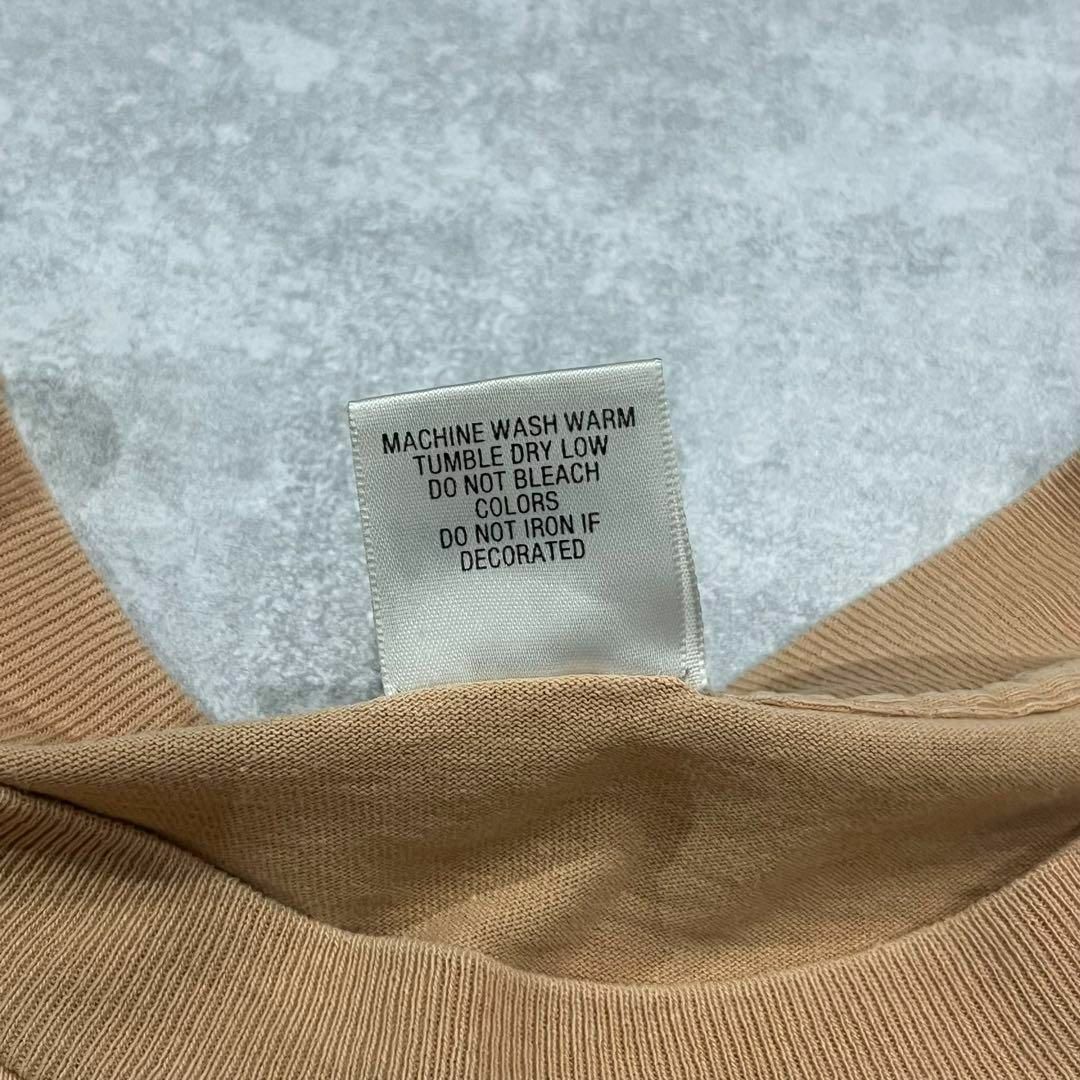 MACHINE WASH WARM
TUMBLE DRY LOW
DO NOT BLEACH
COLORS
DO NOT IRON IF
DECORATED